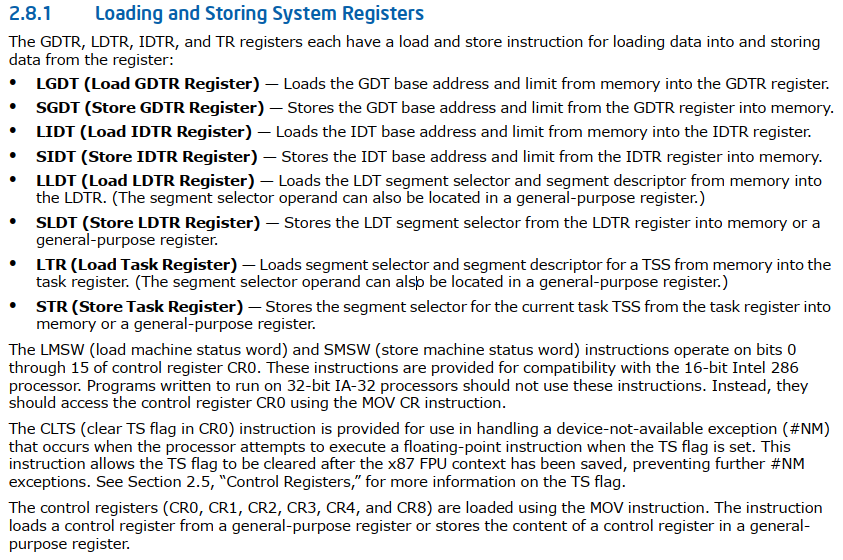 2.8.1 Loading and Storing System Registers
The GDTR, LDTR, IDTR, and TR registers each have a load and store instruction for loading data into and storing
data from the register:
• LGDT (Load GDTR Register) — Loads the GDT base address and limit from memory into the GDTR register.
• SGDT (Store GDTR Register) — Stores the GDT base address and limit from the GDTR register into memory.
• LIDT (Load IDTR Register) — Loads the IDT base address and limit from memory into the IDTR register.
• SIDT (Store IDTR Register) — Stores the IDT base address and limit from the IDTR register into memory.
• LLDT (Load LDTR Register) — Loads the LDT segment selector and segment descriptor from memory into
the LDTR. (The segment selector operand can also be located in a general-purpose register.)
• SLDT (Store LDTR Register) — Stores the LDT segment selector from the LDTR register into memory or a
general-purpose register.
• LTR (Load Task Register) — Loads segment selector and segment descriptor for a TSS from memory into the
task register. (The segment selector operand can also be located in a general-purpose register.)
• STR (Store Task Register) — Stores the segment selector for the current task TSS from the task register into
memory or a general-purpose register.
The LMSW (load machine status word) and SMSW (store machine status word) instructions operate on bits 0
through 15 of control register CR0. These instructions are provided for compatibility with the 16-bit Intel 286
processor. Programs written to run on 32-bit IA-32 processors should not use these instructions. Instead, they
should access the control register CR0 using the MOV CR instruction.
The CLTS (clear TS flag in CR0) instruction is provided for use in handling a device-not-available exception (#NM)
that occurs when the processor attempts to execute a floating-point instruction when the TS flag is set. This
instruction allows the TS flag to be cleared after the x87 FPU context has been saved, preventing further #NM
exceptions. See Section 2.5, “Control Registers,” for more information on the TS flag.
The control registers (CR0, CR1, CR2, CR3, CR4, and CR8) are loaded using the MOV instruction. The instruction
loads a control register from a general-purpose register or stores the content of a control register in a general-
purpose register.